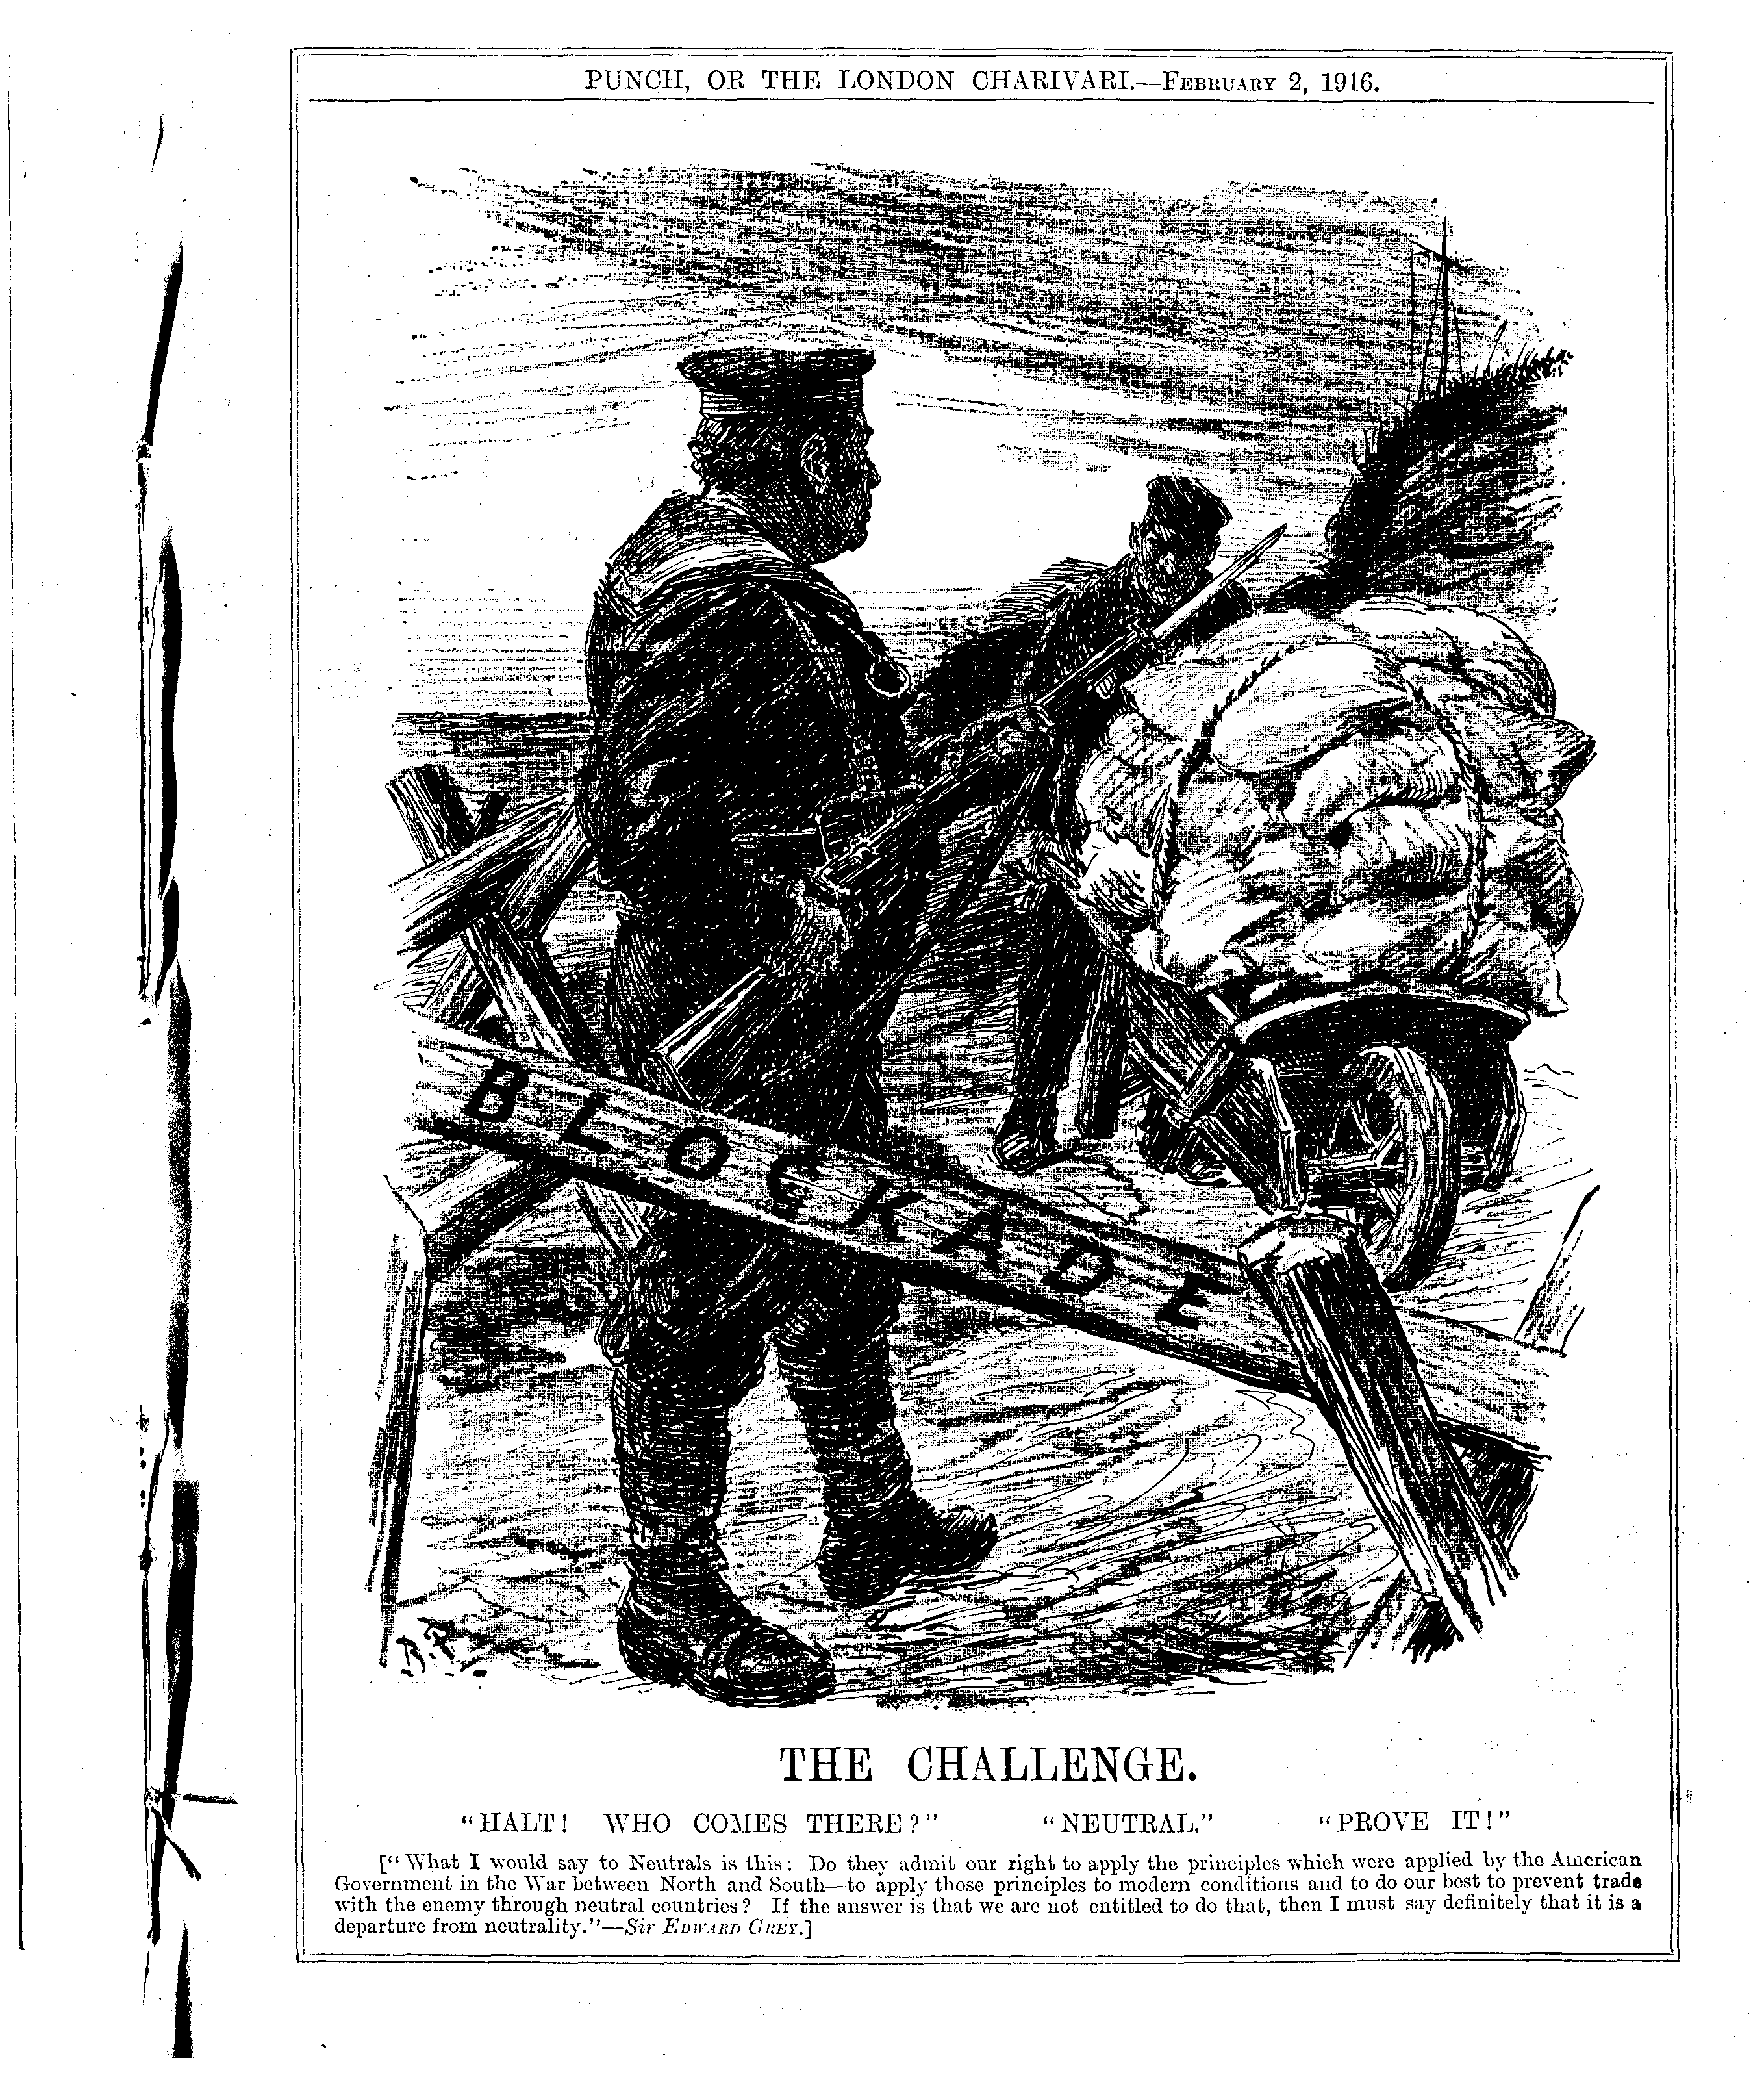 PUNCH, OR THE LONDON CHARIVARI.—FEBRUARY 2, 1916.
BLOCKADE
B.P.
THE CHALLENGE.
"HALT! WHO COMES THERE?" "NEUTRAL." "PROVE IT!"
["What I would say to Neutrals is this: Do they admit our right to apply the principles which were applied by the American
Government in the War between North and South—to apply those principles to modern conditions and to do our best to prevent trade
with the enemy through neutral countries? If the answer is that we are not entitled to do that, then I must say definitely that it is a
departure from neutrality."—Sir EDWARD GREY.]